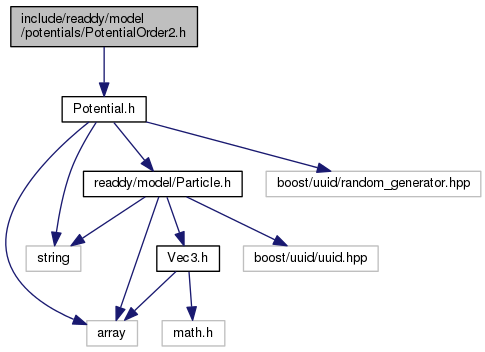 include/readdy/model
/potentials/PotentialOrder2.h
Potential.h
readdy/model/Particle.h
boost/uuid/random_generator.hpp
string
Vec3.h
boost/uuid/uuid.hpp
array
math.h